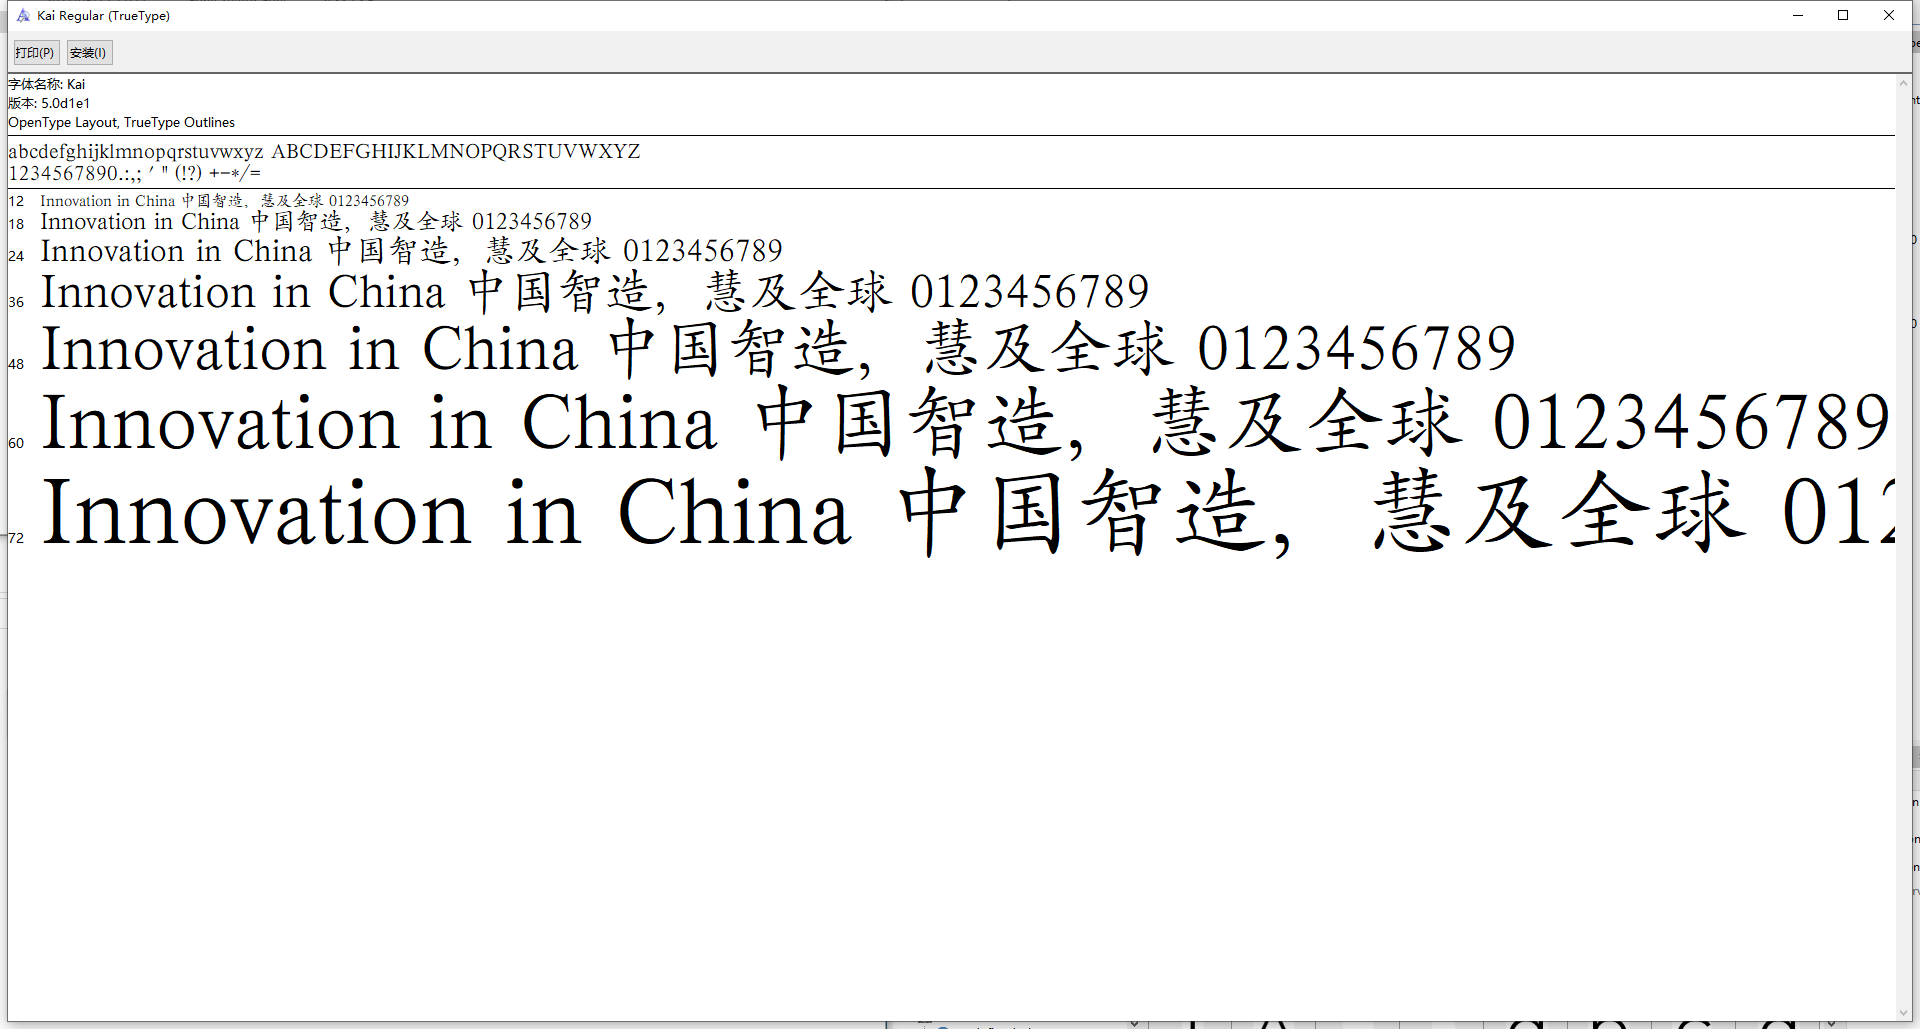 Kai Regular (TrueType)
打印(P) 安装(I)
字体名称: Kai
版本: 5.0d1e1
OpenType Layout, TrueType Outlines
abcdefghijklmnopqrstuvwxyz ABCDEFGHIJKLMNOPQRSTUVWXYZ
1234567890.:,; ' " (!?) +-*/=
12 Innovation in China 中国智造，慧及全球 0123456789
18 Innovation in China 中国智造，慧及全球 0123456789
24 Innovation in China 中国智造，慧及全球 0123456789
36 Innovation in China 中国智造，慧及全球 0123456789
48 Innovation in China 中国智造，慧及全球 0123456789
60 Innovation in China 中国智造，慧及全球 0123456789
72 Innovation in China 中国智造，慧及全球 012